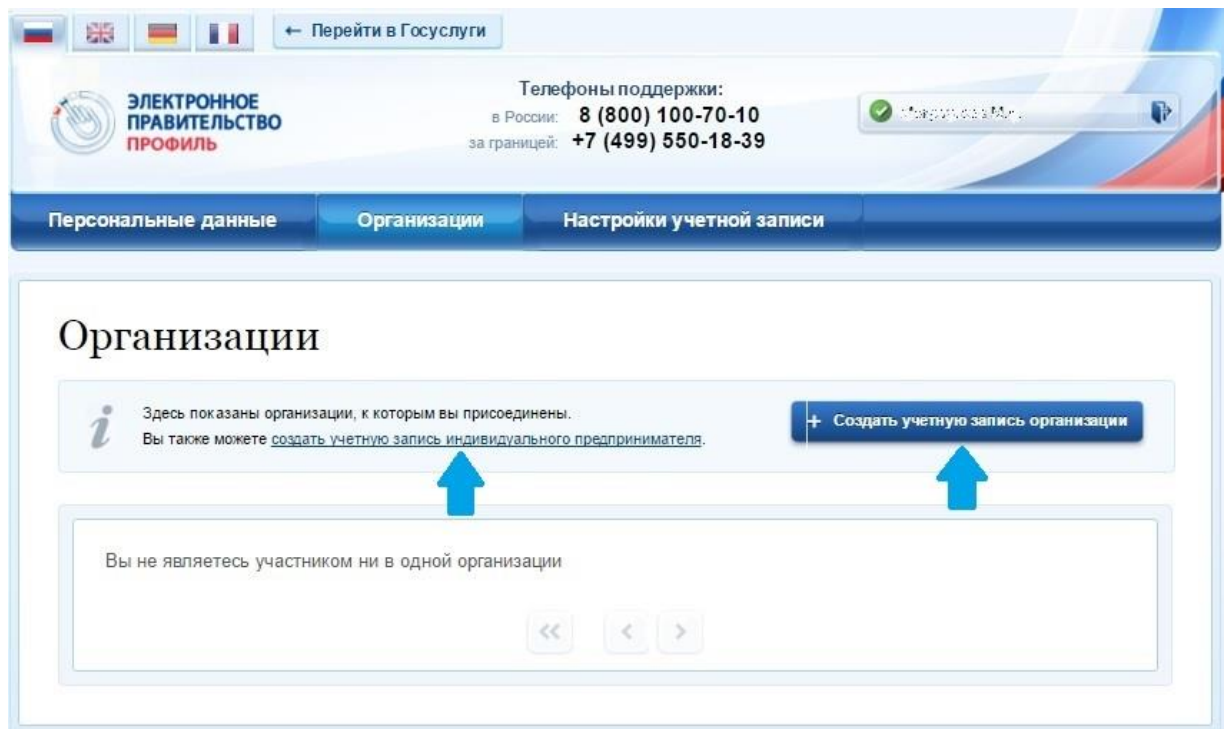 ← Перейти в Госуслуги
ЭЛЕКТРОННОЕ
ПРАВИТЕЛЬСТВО
ПРОФИЛЬ
Телефоны поддержки:
в России: 8 (800) 100-70-10
за границей: +7 (499) 550-18-39
Персональные данные Организации Настройки учетной записи
Организации
Здесь показаны организации, к которым вы присоединены.
Вы также можете создать учетную запись индивидуального предпринимателя.
+ Создать учетную запись организации
Вы не являетесь участником ни в одной организации